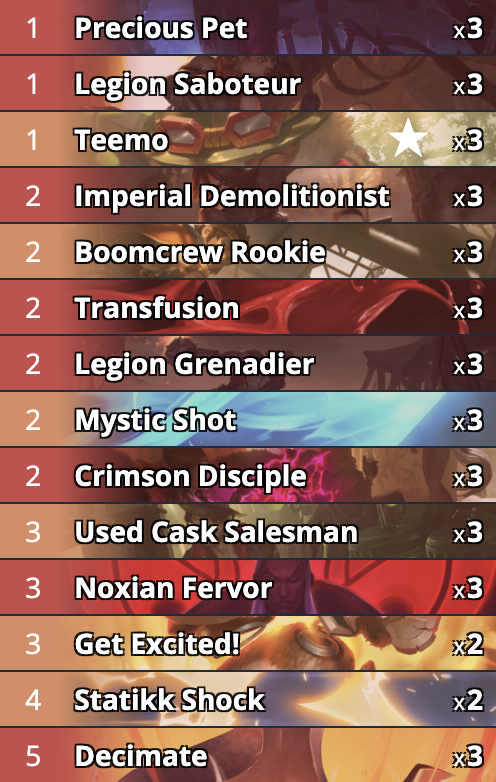 1 Precious Pet x3
1 Legion Saboteur x3
1 Teemo x3
2 Imperial Demolitionist x3
2 Boomcrew Rookie x3
2 Transfusion x3
2 Legion Grenadier x3
2 Mystic Shot x3
2 Crimson Disciple x3
3 Used Cask Salesman x3
3 Noxian Fervor x3
3 Get Excited! x2
4 Statikk Shock x2
5 Decimate x3